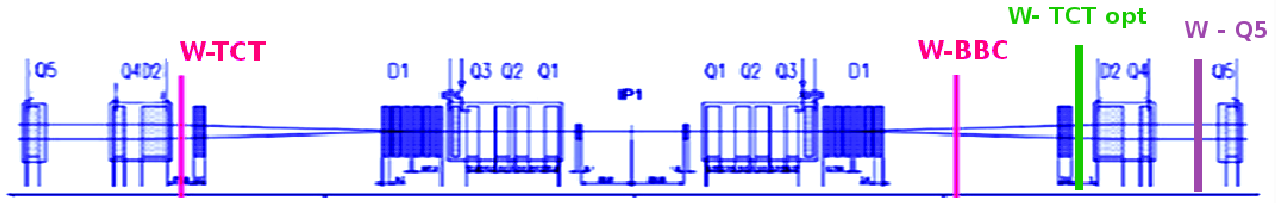 W- TCT opt
W - Q5
W-TCT
W-BBC
Q5 Q4 D2 D1 Q3 Q2 Q1 IP1 Q1 Q2 Q3 D1 D2 Q4 Q5